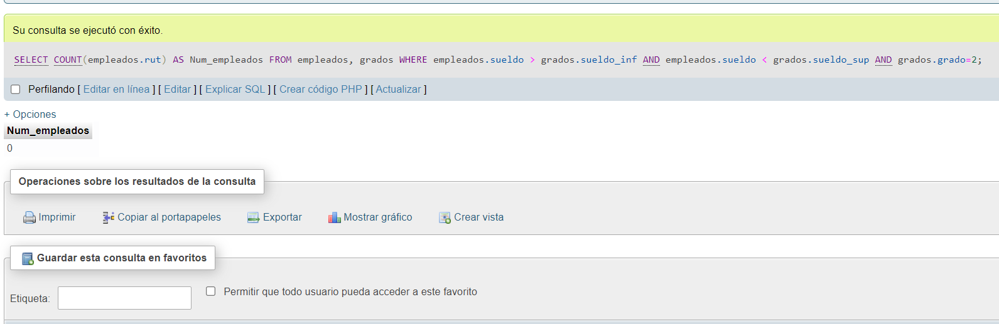 Su consulta se ejecutó con éxito.
SELECT COUNT(empleados.rut) AS Num_empleados FROM empleados, grados WHERE empleados.sueldo > grados.sueldo_inf AND empleados.sueldo < grados.sueldo_sup AND grados.grado=2;
Perfilando [ Editar en línea ] [ Editar ] [ Explicar SQL ] [ Crear código PHP ] [ Actualizar ]
+ Opciones
Num_empleados
0
Operaciones sobre los resultados de la consulta
Imprimir Copiar al portapapeles Exportar Mostrar gráfico Crear vista
Guardar esta consulta en favoritos
Etiqueta: Permitir que todo usuario pueda acceder a este favorito